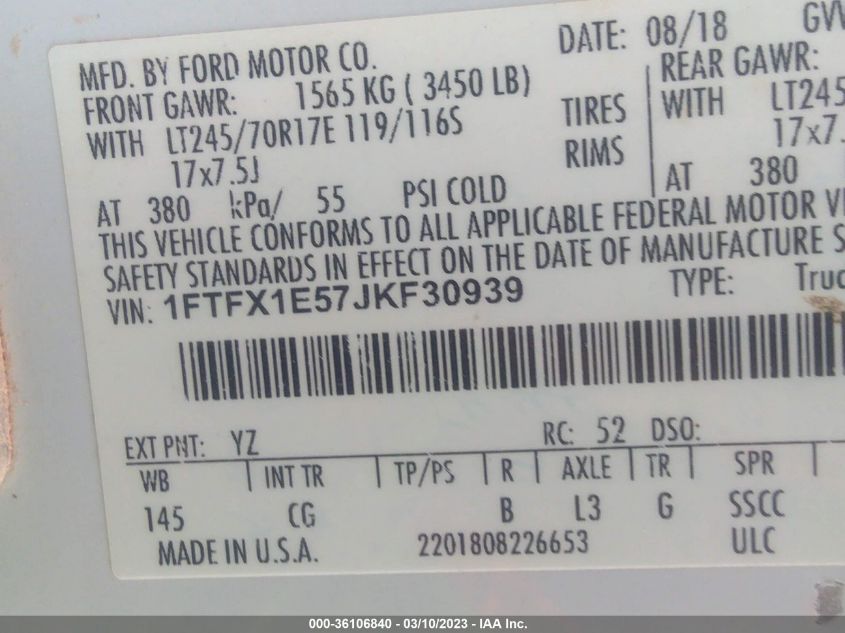 MFD. BY FORD MOTOR CO.
DATE: 08/18
FRONT GAWR: 1565 KG ( 3450 LB)
REAR GAWR:
WITH LT245/70R17E 119/116S
TIRES
WITH
17x7.5J
RIMS
AT 380 kPa/ 55 PSI COLD
AT 380
THIS VEHICLE CONFORMS TO ALL APPLICABLE FEDERAL MOTOR
SAFETY STANDARDS IN EFFECT ON THE DATE OF MANUFACTURE
VIN: 1FTFX1E57JKF30939
TYPE:
EXT PNT: YZ
RC: 52 DSO:
WB INT TR TP/PS R AXLE TR SPR
145 CG B L3 G SSCC
MADE IN U.S.A. 2201808226653 ULC
000-36106840 - 03/10/2023 - IAA Inc.